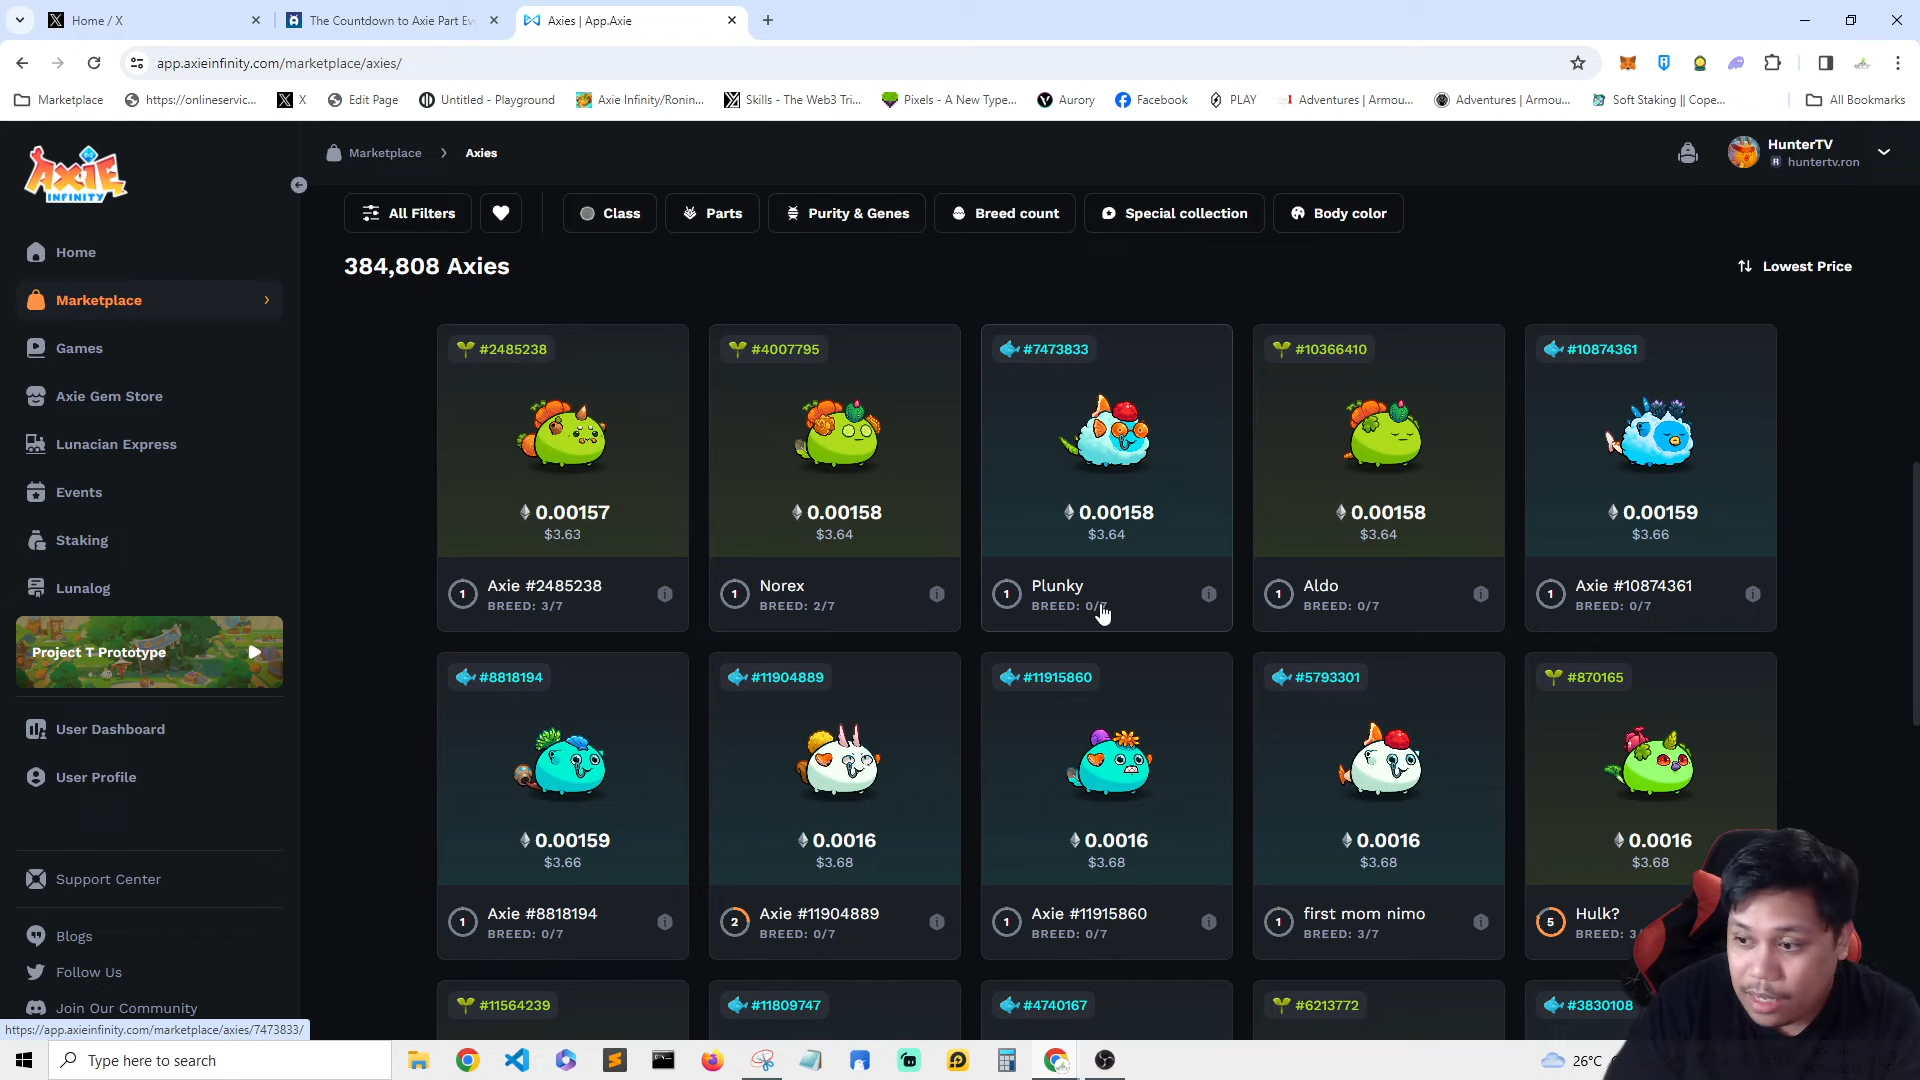 Home / X
The Countdown to Axie Part Ev
Axies | App.Axie
app.axieinfinity.com/marketplace/axies/
Marketplace
https://onlineservic...
X
Edit Page
Untitled - Playground
Axie Infinity/Ronin...
Skills - The Web3 Tri...
Pixels - A New Type...
Aurory
Facebook
PLAY
Adventures | Armou...
Adventures | Armou...
Soft Staking || Cope...
All Bookmarks
AXIE
INFINITY
Home
Marketplace
Games
Axie Gem Store
Lunacian Express
Events
Staking
Lunalog
Project T Prototype
User Dashboard
User Profile
Support Center
Blogs
Follow Us
Join Our Community
https://app.axieinfinity.com/marketplace/axies/7473833/
Marketplace > Axies
HunterTV
huntertv.ron
All Filters
Class
Parts
Purity & Genes
Breed count
Special collection
Body color
384,808 Axies
Lowest Price
#2485238
0.00157
$3.63
1
Axie #2485238
BREED: 3/7
#4007795
0.00158
$3.64
1
Norex
BREED: 2/7
#7473833
0.00158
$3.64
1
Plunky
BREED: 0/7
#10366410
0.00158
$3.64
1
Aldo
BREED: 0/7
#10874361
0.00159
$3.66
1
Axie #10874361
BREED: 0/7
#8818194
0.00159
$3.66
1
Axie #8818194
BREED: 0/7
#11904889
0.0016
$3.68
2
Axie #11904889
BREED: 0/7
#11915860
0.0016
$3.68
1
Axie #11915860
BREED: 0/7
#5793301
0.0016
$3.68
1
first mom nimo
BREED: 3/7
#870165
0.0016
$3.68
5
Hulk?
BREED: 3/
#11564239
#11809747
#4740167
#6213772
#3830108
Type here to search
26°C